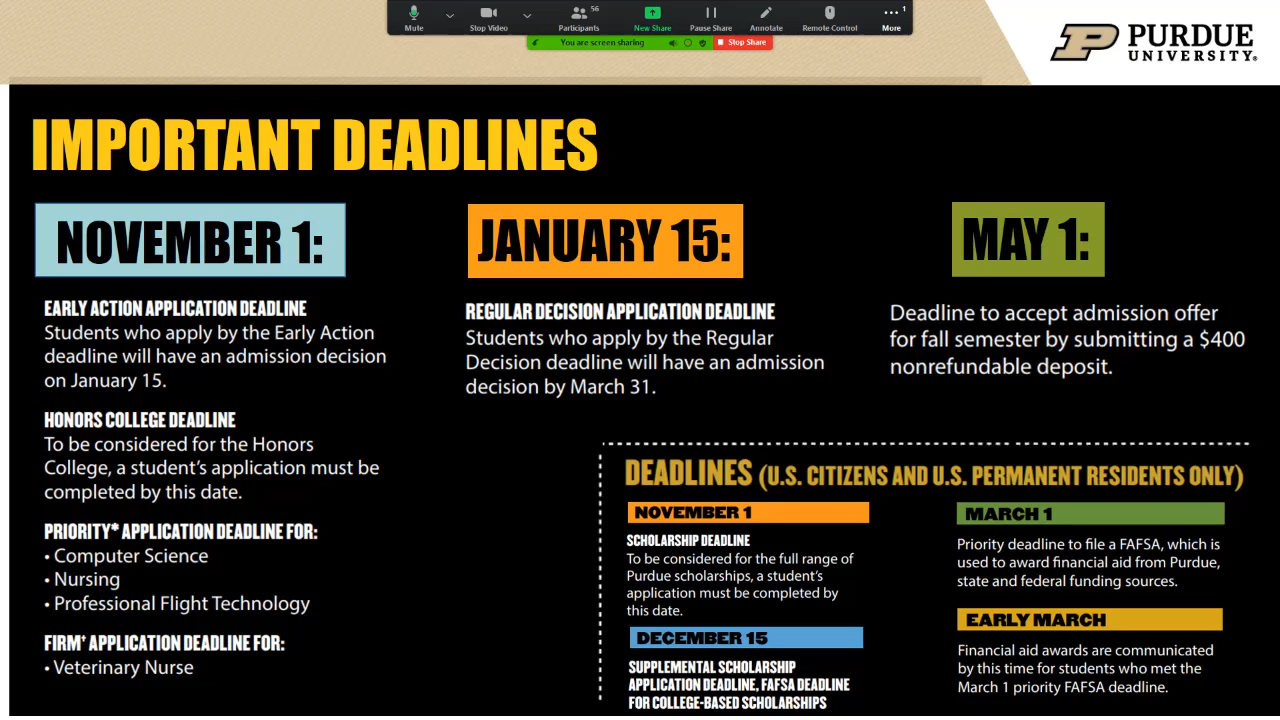 Mute
Stop Video
56
Participants
New Share
Pause Share
Annotate
Remote Control
1
More
You are screen sharing
Stop Share
PURDUE
UNIVERSITY®
IMPORTANT DEADLINES
NOVEMBER 1:
EARLY ACTION APPLICATION DEADLINE
Students who apply by the Early Action
deadline will have an admission decision
on January 15.
HONORS COLLEGE DEADLINE
To be considered for the Honors
College, a student's application must be
completed by this date.
PRIORITY* APPLICATION DEADLINE FOR:
• Computer Science
• Nursing
• Professional Flight Technology
FIRM⁺ APPLICATION DEADLINE FOR:
• Veterinary Nurse
JANUARY 15:
REGULAR DECISION APPLICATION DEADLINE
Students who apply by the Regular
Decision deadline will have an admission
decision by March 31.
MAY 1:
Deadline to accept admission offer
for fall semester by submitting a $400
nonrefundable deposit.
DEADLINES (U.S. CITIZENS AND U.S. PERMANENT RESIDENTS ONLY)
NOVEMBER 1
SCHOLARSHIP DEADLINE
To be considered for the full range of
Purdue scholarships, a student's
application must be completed by
this date.
DECEMBER 15
SUPPLEMENTAL SCHOLARSHIP
APPLICATION DEADLINE, FAFSA DEADLINE
FOR COLLEGE-BASED SCHOLARSHIPS
MARCH 1
Priority deadline to file a FAFSA, which is
used to award financial aid from Purdue,
state and federal funding sources.
EARLY MARCH
Financial aid awards are communicated
by this time for students who met the
March 1 priority FAFSA deadline.